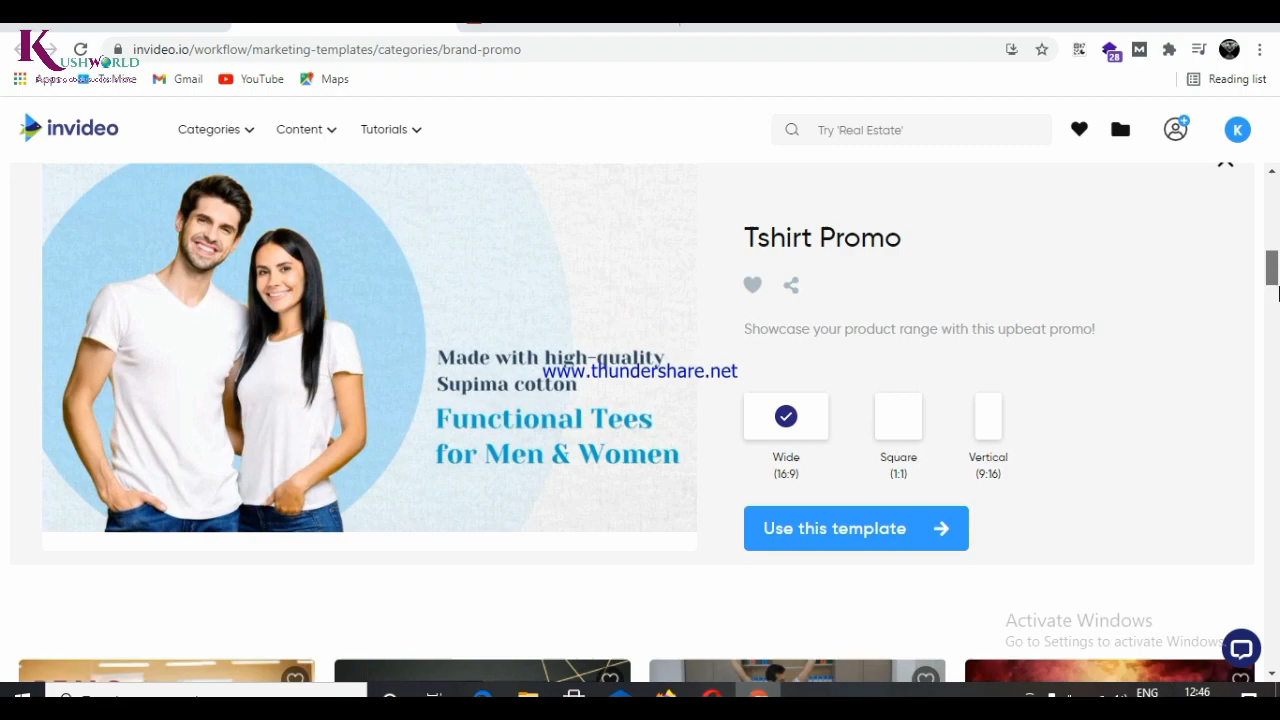 KUSHWORLD
invideo.io/workflow/marketing-templates/categories/brand-promo
28
M
Apps
Gmail
YouTube
Maps
Reading list
invideo
Categories
Content
Tutorials
Try 'Real Estate'
K
Made with high-quality
Supima cotton
Functional Tees
for Men & Women
www.thundershare.net
Tshirt Promo
Showcase your product range with this upbeat promo!
Wide
(16:9)
Square
(1:1)
Vertical
(9:16)
Use this template
Activate Windows
Go to Settings to activate Windows.
ENG
12:46